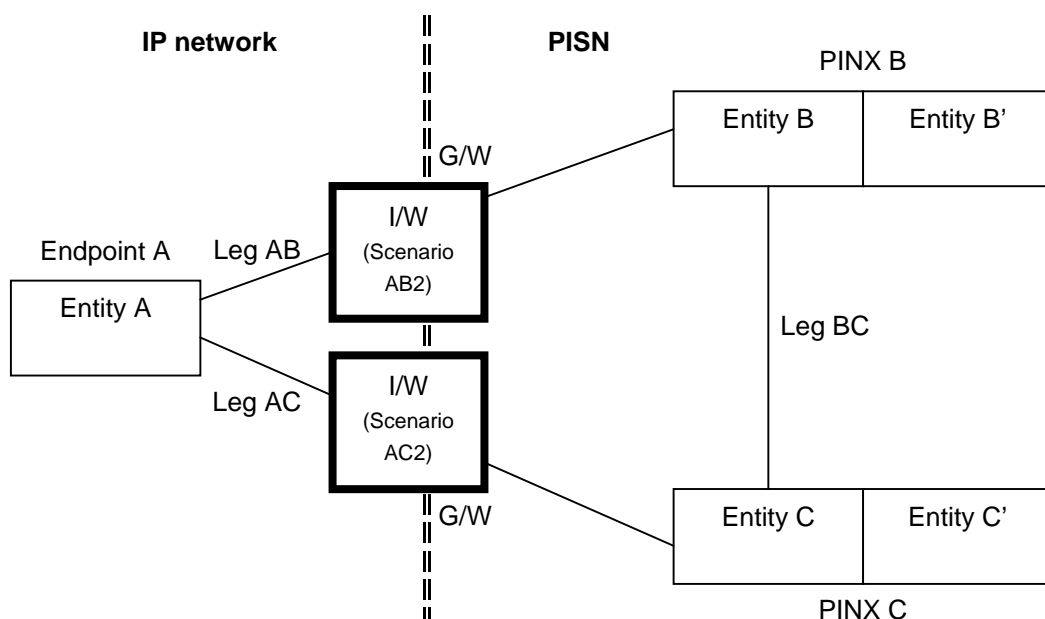 IP network
PISN
PINX B
Entity B
Entity B’
G/W
I/W
(Scenario
AB2)
Leg AB
Endpoint A
Entity A
Leg BC
I/W
(Scenario
AC2)
Leg AC
G/W
Entity C
Entity C’
PINX C